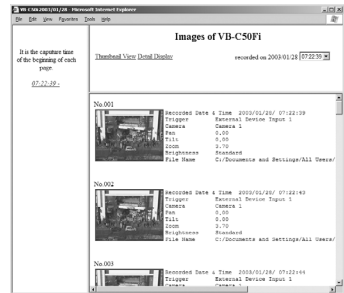 VB-C50i 2003/01/28 - Microsoft Internet Explorer
File Edit View Favorites Tools Help
It is the caputure time
of the beginning of each
page.
07:22:39 -
Images of VB-C50Fi
Thumbnail View Detail Display
recorded on 2003/01/28 07:22:39
No.001
Recorded Date & Time 2003/01/28/ 07:22:39
Trigger External Device Input 1
Camera Camera 1
Pan 0.00
Tilt 0.00
Zoom 3.70
Brightness Standard
File Name C:/Documents and Settings/All Users/
No.002
Recorded Date & Time 2003/01/28/ 07:22:43
Trigger External Device Input 1
Camera Camera 1
Pan 0.00
Tilt 0.00
Zoom 3.70
Brightness Standard
File Name C:/Documents and Settings/All Users/
No.003
Recorded Date & Time 2003/01/28/ 07:22:44
Trigger External Device Input 1
Camera Camera 1